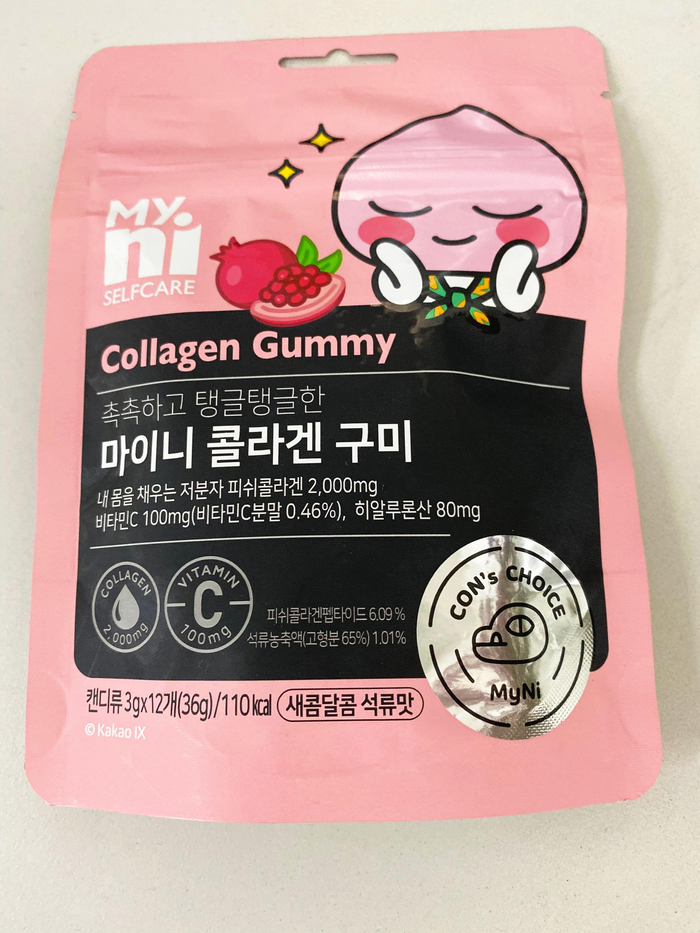 MY.
ni
SELFCARE
Collagen Gummy
촉촉하고 탱글탱글한
마이니 콜라겐 구미
내 몸을 채우는 저분자 피쉬콜라겐 2,000mg
비타민C 100mg(비타민C분말 0.46%), 히알루론산 80mg
COLLAGEN
2,000mg
VITAMIN
C
100mg
피쉬콜라겐펩타이드 6.09 %
석류농축액(고형분 65%) 1.01%
CON's CHOICE
MyNi
캔디류 3gx12개(36g)/110kcal 새콤달콤 석류맛
© Kakao IX